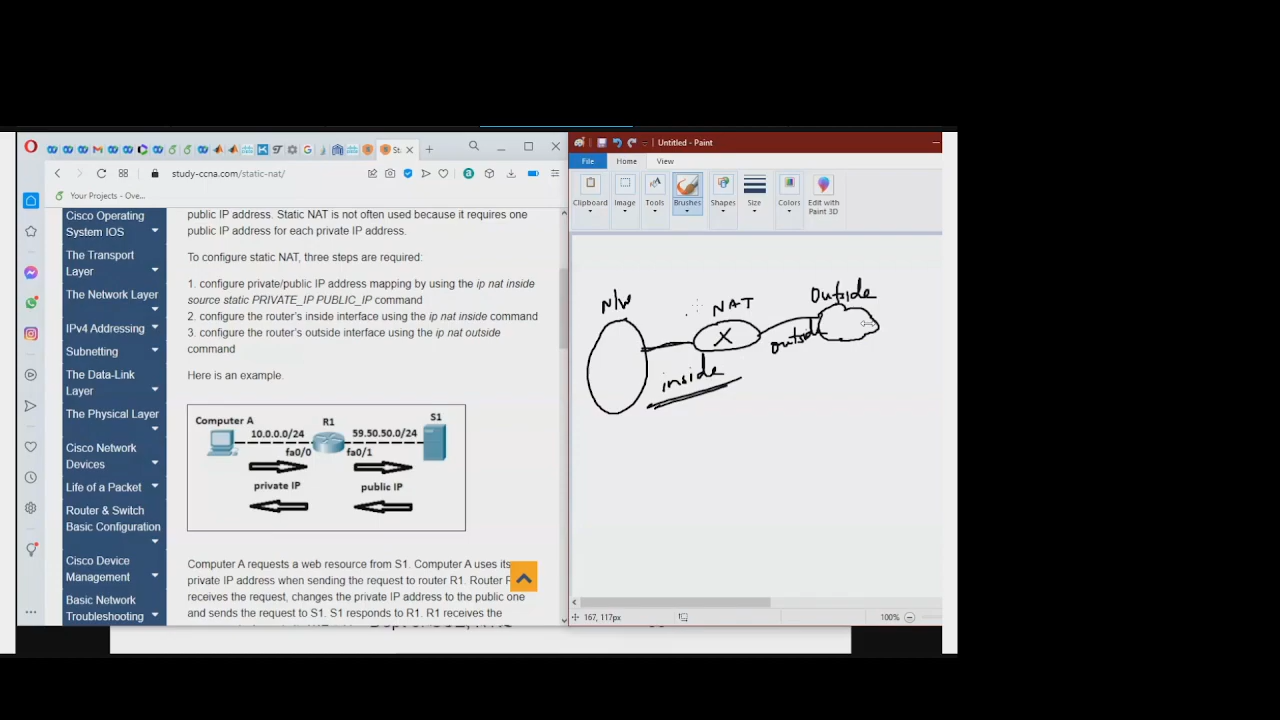 St.
study-ccna.com/static-nat/
Your Projects - Ove...
Cisco Operating
System IOS
The Transport
Layer
The Network Layer
IPv4 Addressing
Subnetting
The Data-Link
Layer
The Physical Layer
Cisco Network
Devices
Life of a Packet
Router & Switch
Basic Configuration
Cisco Device
Management
Basic Network
Troubleshooting
public IP address. Static NAT is not often used because it requires one
public IP address for each private IP address.
To configure static NAT, three steps are required:
1. configure private/public IP address mapping by using the ip nat inside
source static PRIVATE_IP PUBLIC_IP command
2. configure the router's inside interface using the ip nat inside command
3. configure the router's outside interface using the ip nat outside
command
Here is an example.
Computer A
R1
S1
10.0.0.0/24
59.50.50.0/24
fa0/0
fa0/1
private IP
public IP
Computer A requests a web resource from S1. Computer A uses its
private IP address when sending the request to router R1. Router
receives the request, changes the private IP address to the public one
and sends the request to S1. S1 responds to R1. R1 receives the
Untitled - Paint
File
Home
View
Clipboard
Image
Tools
Brushes
Shapes
Size
Colors
Edit with
Paint 3D
N/W
NAT
Outside
X
outside
inside
167, 117px
100%